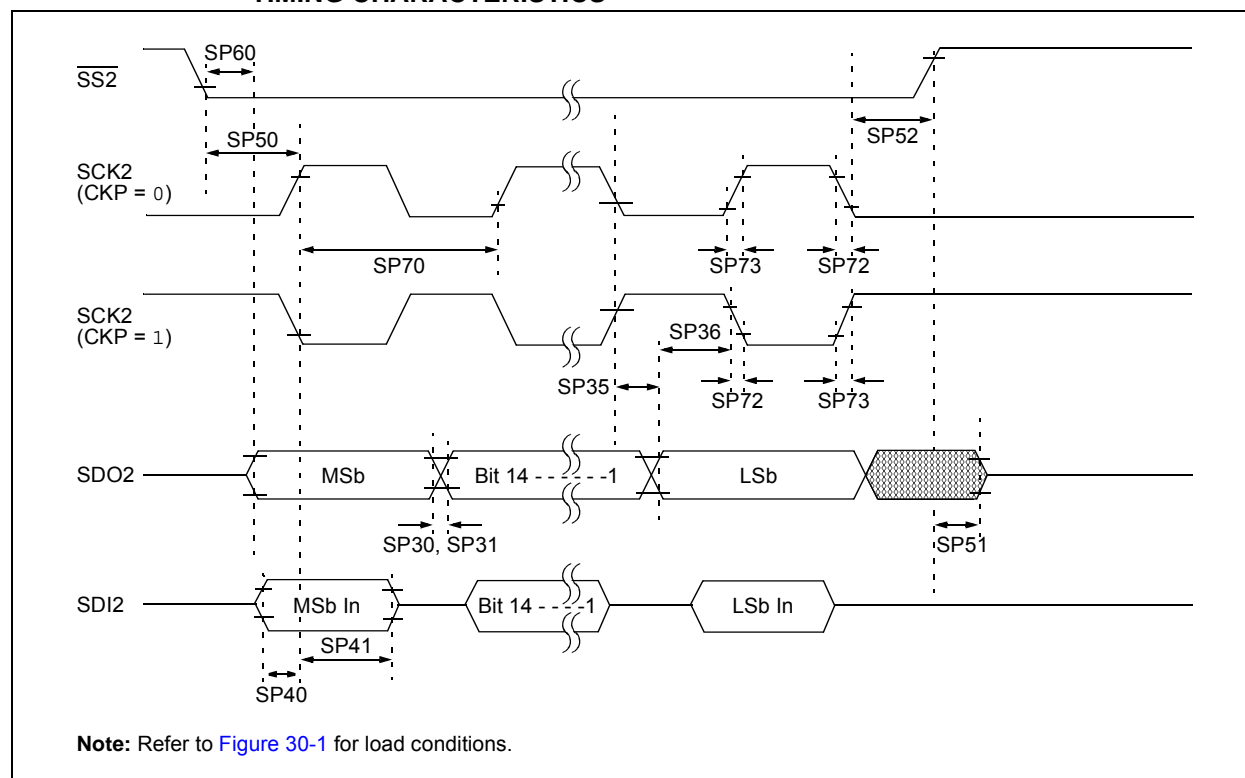 TIMING CHARACTERISTICS
SP60
SS2
SP50
SP52
SCK2
(CKP = 0)
SP70
SP73
SP72
SCK2
(CKP = 1)
SP36
SP35
SP72
SP73
SDO2
MSb
Bit 14 - - - - - -1
LSb
SP30, SP31
SP51
SDI2
MSb In
Bit 14 - - - -1
LSb In
SP41
SP40
Note: Refer to Figure 30-1 for load conditions.